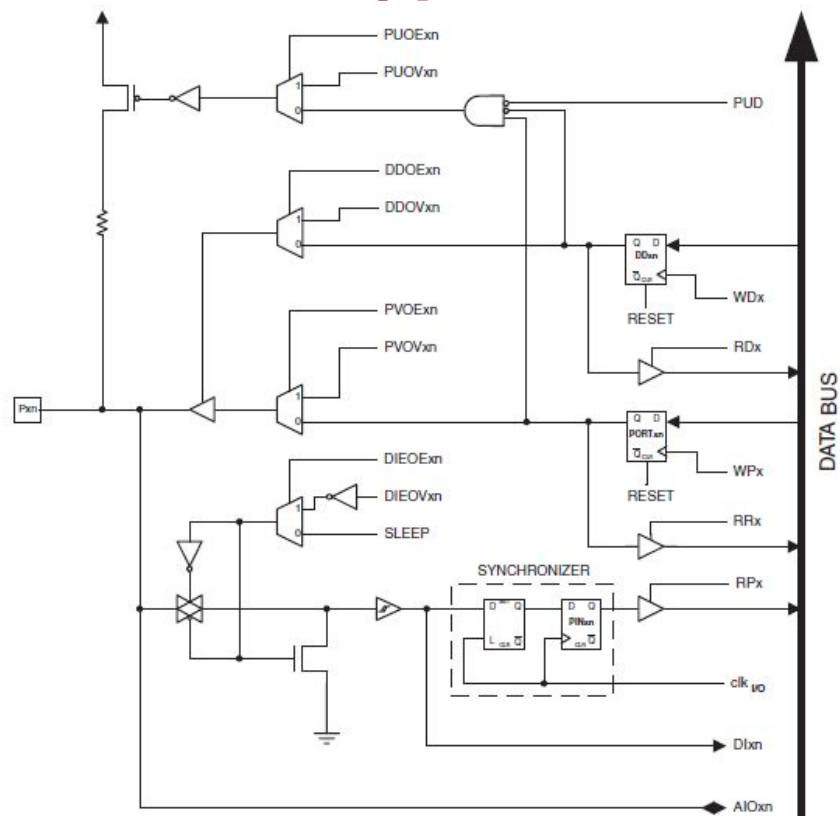 PUOExn
PUOVxn
1
0
PUD
DDOExn
DDOVxn
1
0
Q D
DDxn
Q CLR
WDx
RESET
RDx
PVOExn
PVOVxn
1
0
Pxn
Q D
PORTxn
Q CLR
WPx
RESET
DATA BUS
DIEOExn
DIEOVxn
1
0
SLEEP
RRx
SYNCHRONIZER
RPx
D Q
L CLR Q
D Q
PINxn
CLR Q
clk I/O
DIxn
AIOxn